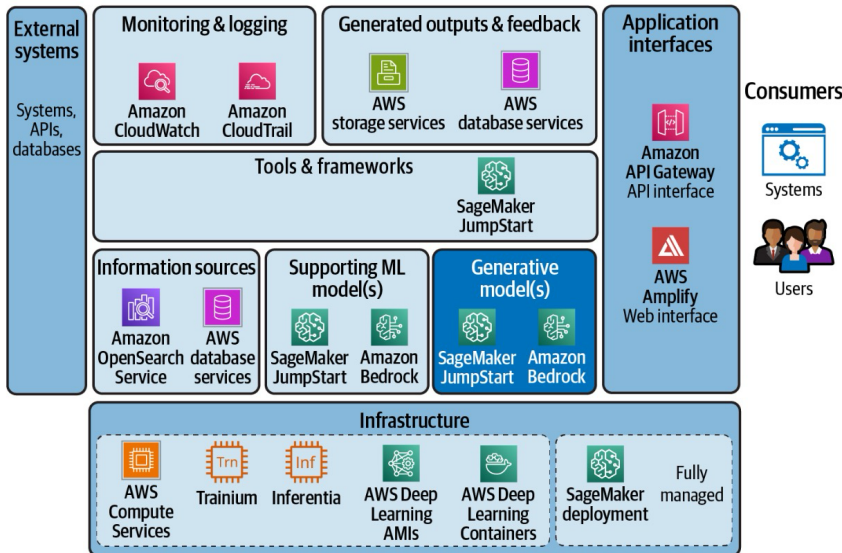 External
systems
Systems,
APIs,
databases
Monitoring & logging
Amazon
CloudWatch
Amazon
CloudTrail
Generated outputs & feedback
AWS
storage services
AWS
database services
Application
interfaces
Amazon
API Gateway
API interface
AWS
Amplify
Web interface
Consumers
Systems
Users
Tools & frameworks
SageMaker
JumpStart
Information sources
Amazon
OpenSearch
Service
AWS
database
services
Supporting ML
model(s)
SageMaker
JumpStart
Amazon
Bedrock
Generative
model(s)
SageMaker
JumpStart
Amazon
Bedrock
Infrastructure
AWS
Compute
Services
Trn
Trainium
Inf
Inferentia
AWS Deep
Learning
AMIs
AWS Deep
Learning
Containers
SageMaker
deployment
Fully
managed